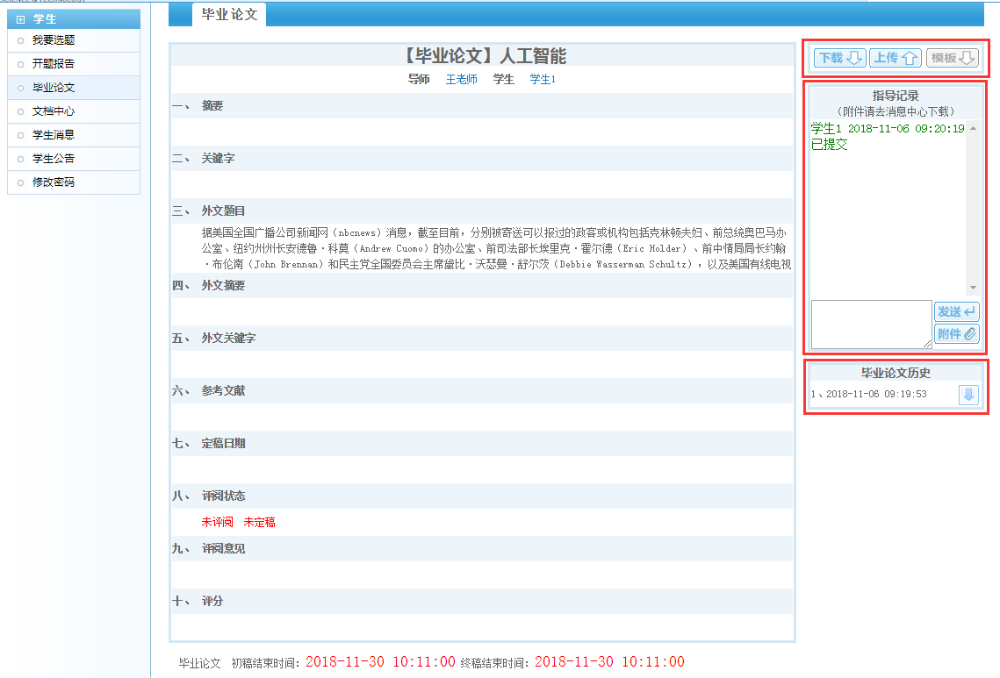 学生
我要选题
开题报告
毕业论文
文档中心
学生消息
学生公告
修改密码
毕业论文
【毕业论文】人工智能
导师 王老师 学生 学生1
一、 摘要
二、 关键字
三、 外文题目
据美国全国广播公司新闻网（nbcnews）消息，截至目前，分别被寄送可以报过的政客或机构包括克林顿夫妇、前总统奥巴马办
公室、纽约州州长安德鲁·科莫（Andrew Cuomo）的办公室、前司法部长埃里克·霍尔德（Eric Holder）、前中情局局长约翰
·布伦南（John Brennan）和民主党全国委员会主席黛比·沃瑟曼·舒尔茨（Debbie Wasserman Schultz），以及美国有线电视
四、 外文摘要
五、 外文关键字
六、 参考文献
七、 定稿日期
八、 评阅状态
未评阅 未定稿
九、 评阅意见
十、 评分
毕业论文 初稿结束时间: 2018-11-30 10:11:00 终稿结束时间: 2018-11-30 10:11:00
下载 上传 模板
指导记录
（附件请去消息中心下载）
学生1 2018-11-06 09:20:19
已提交
发送
附件
毕业论文历史
1、2018-11-06 09:19:53